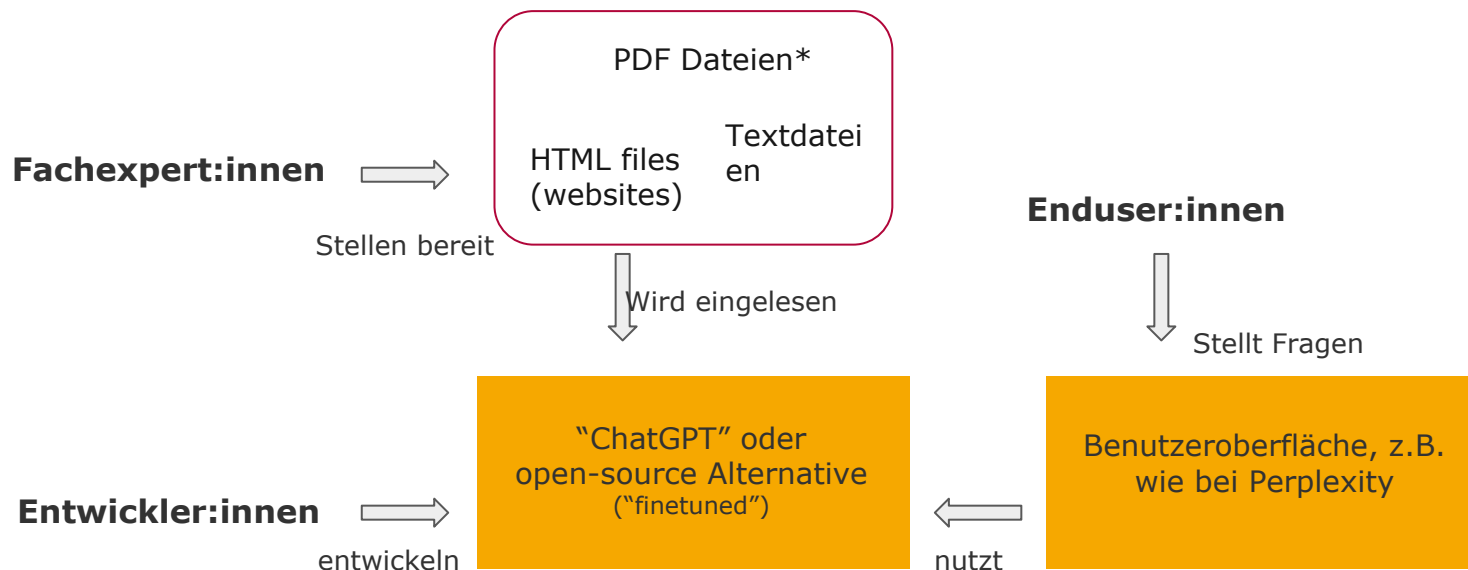 PDF Dateien*
Textdatei
en
HTML files
(websites)
Fachexpert:innen
Stellen bereit
Enduser:innen
Wird eingelesen
Stellt Fragen
“ChatGPT” oder
open-source Alternative
(“finetuned”)
Benutzeroberfläche, z.B.
wie bei Perplexity
Entwickler:innen
entwickeln
nutzt